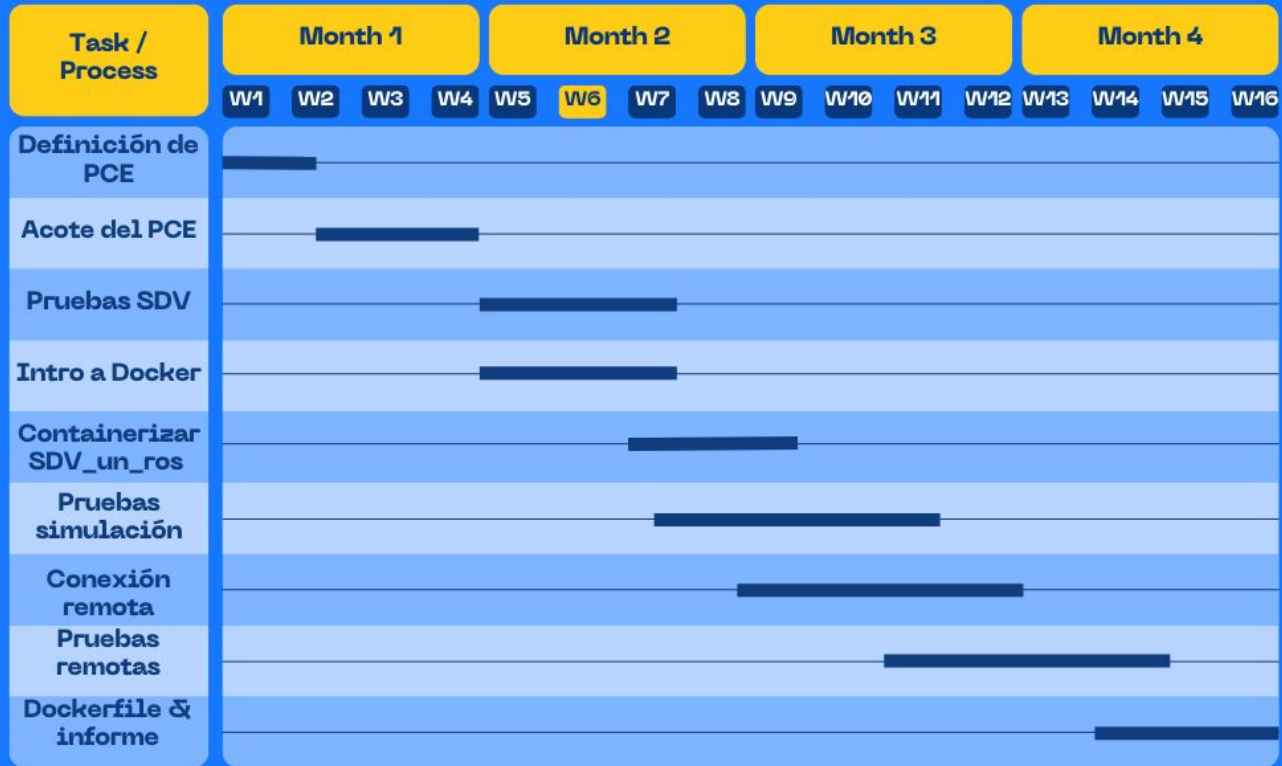 Task /
Process
Month 1
Month 2
Month 3
Month 4
W1 W2 W3 W4 W5 W6 W7 W8 W9 W10 W11 W12 W13 W14 W15 W16
Definición de
PCE
Acote del PCE
Pruebas SDV
Intro a Docker
Containerizar
SDV_un_ros
Pruebas
simulación
Conexión
remota
Pruebas
remotas
Dockerfile &
informe